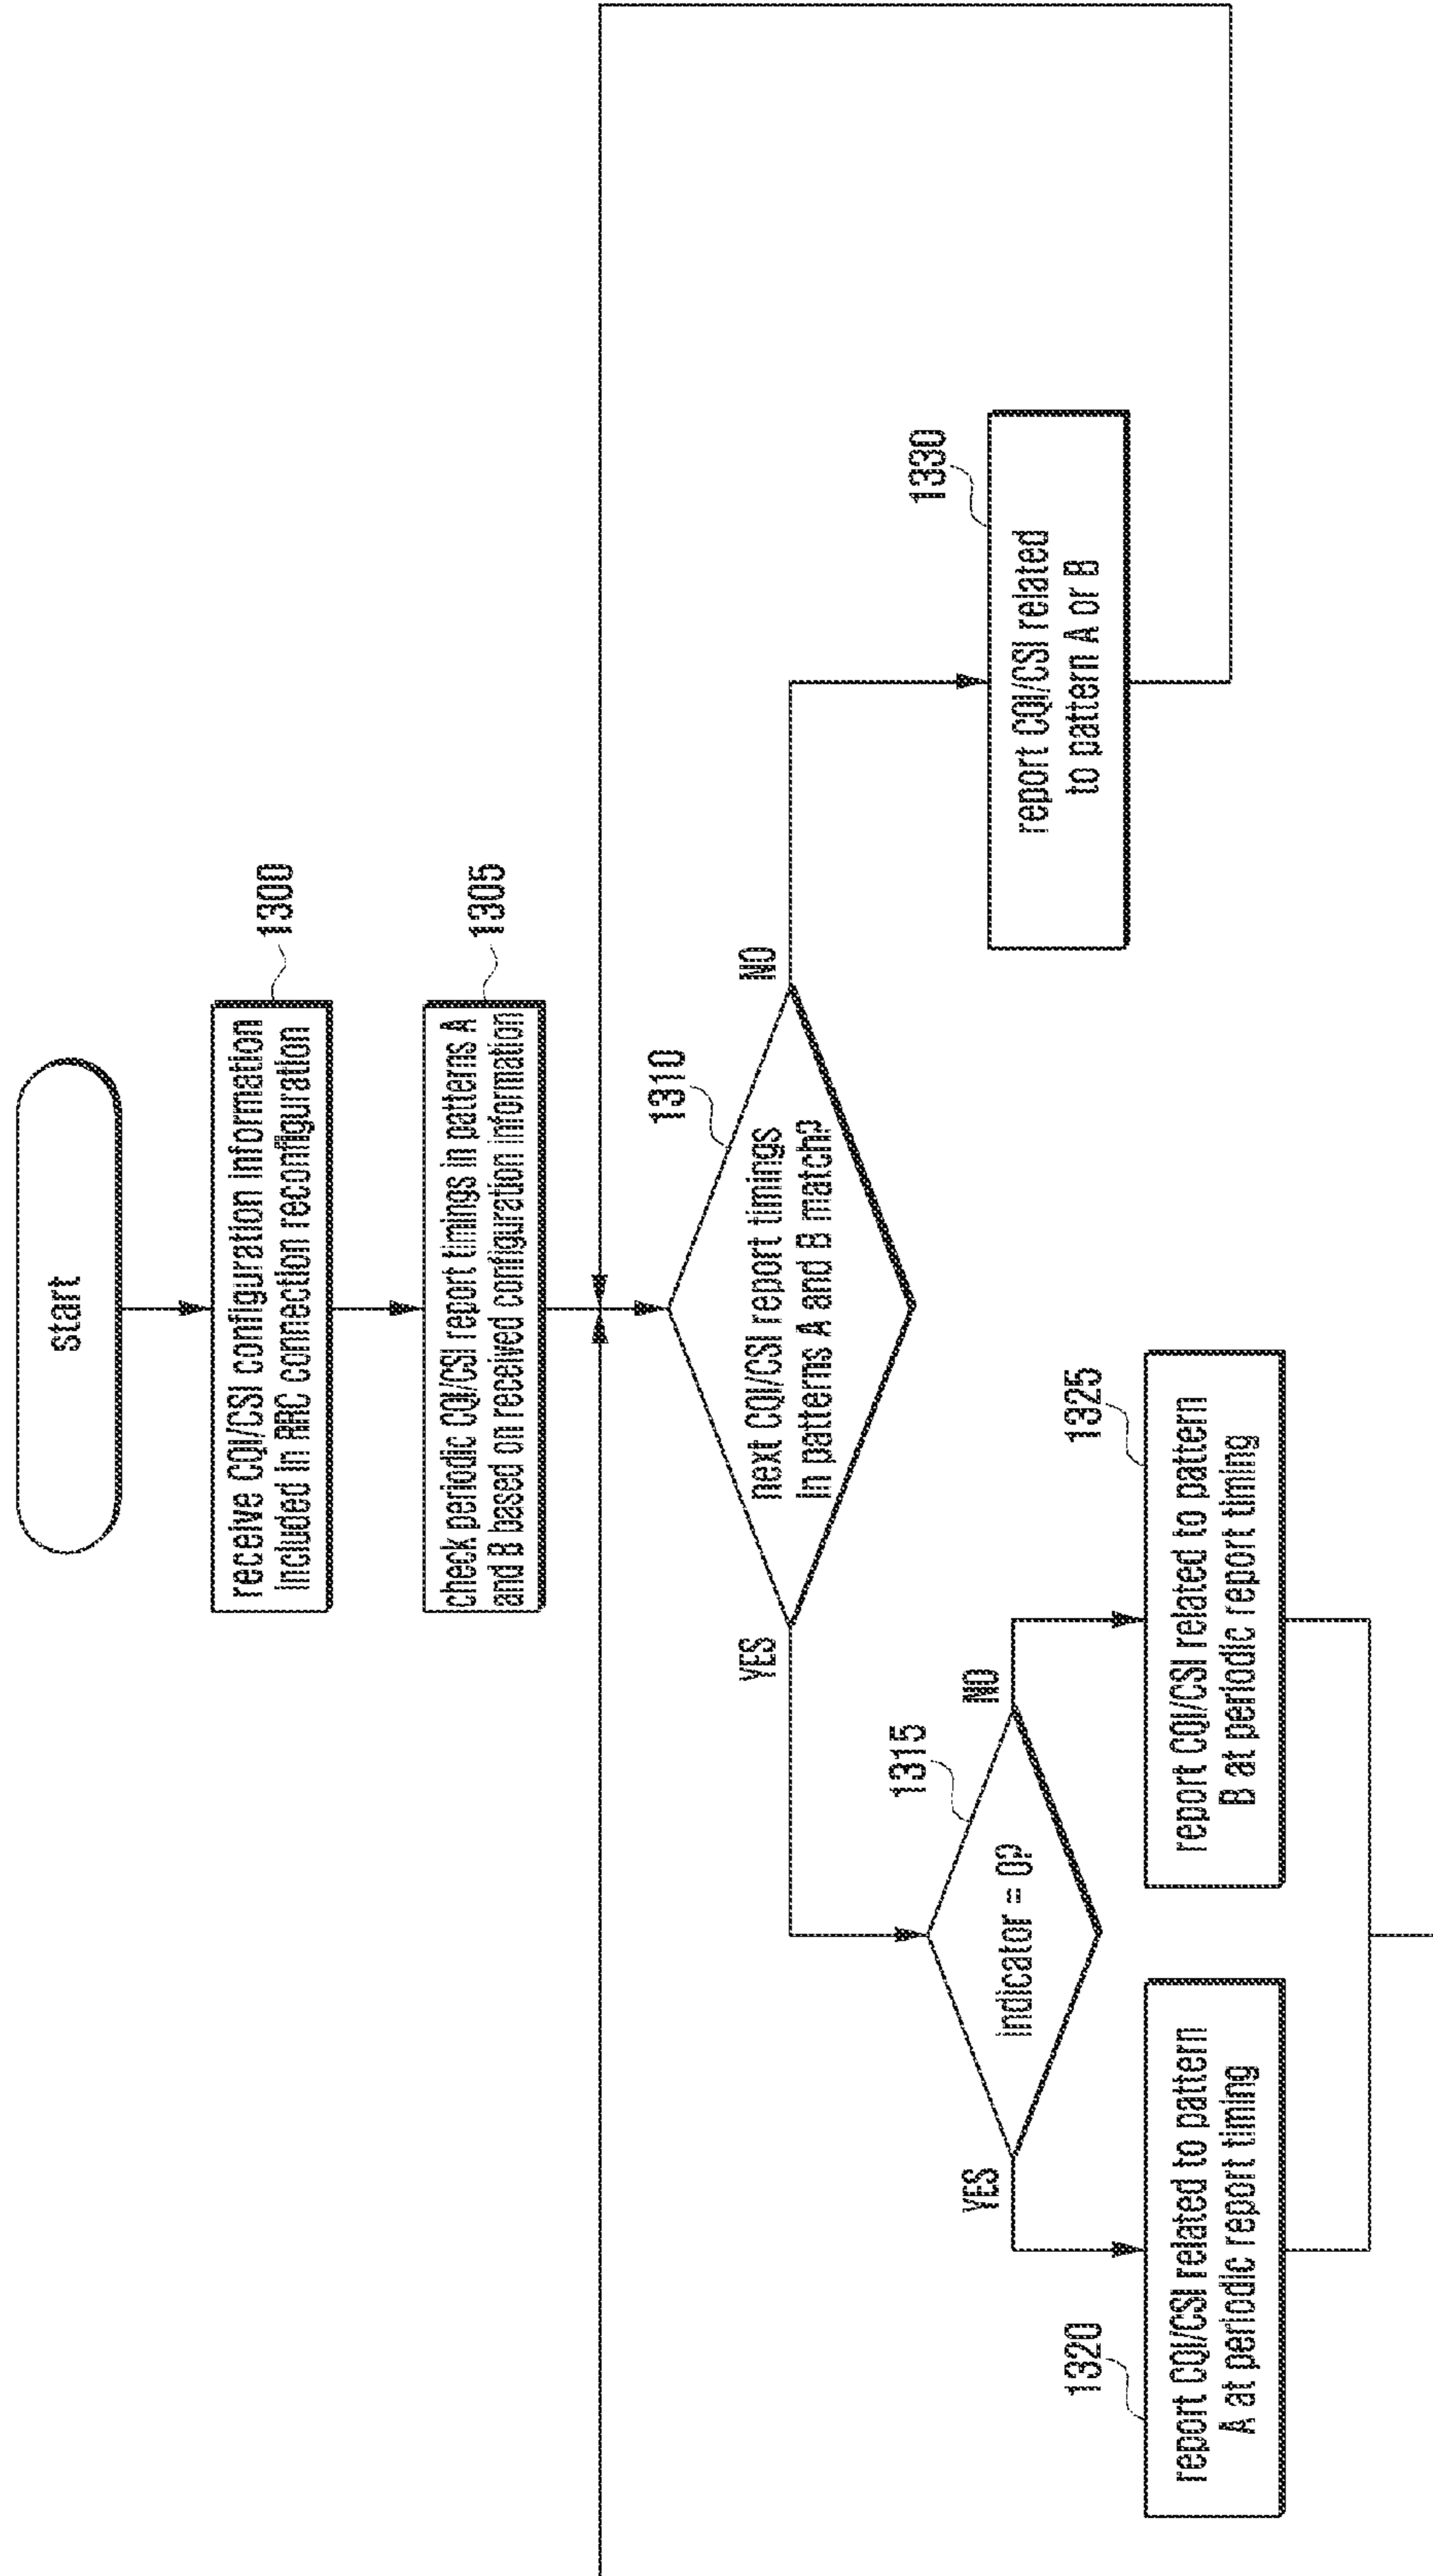 start
1300
receive CQI/CSI configuration information
included in RRC connection reconfiguration
1305
check periodic CQI/CSI report timings in patterns A
and B based on received configuration information
1310
next CQI/CSI report timings
in patterns A and B match?
YES
NO
1315
indicator = 0?
YES
NO
1320
report CQI/CSI related to pattern
A at periodic report timing
1325
report CQI/CSI related to pattern
B at periodic report timing
1330
report CQI/CSI related
to pattern A or B